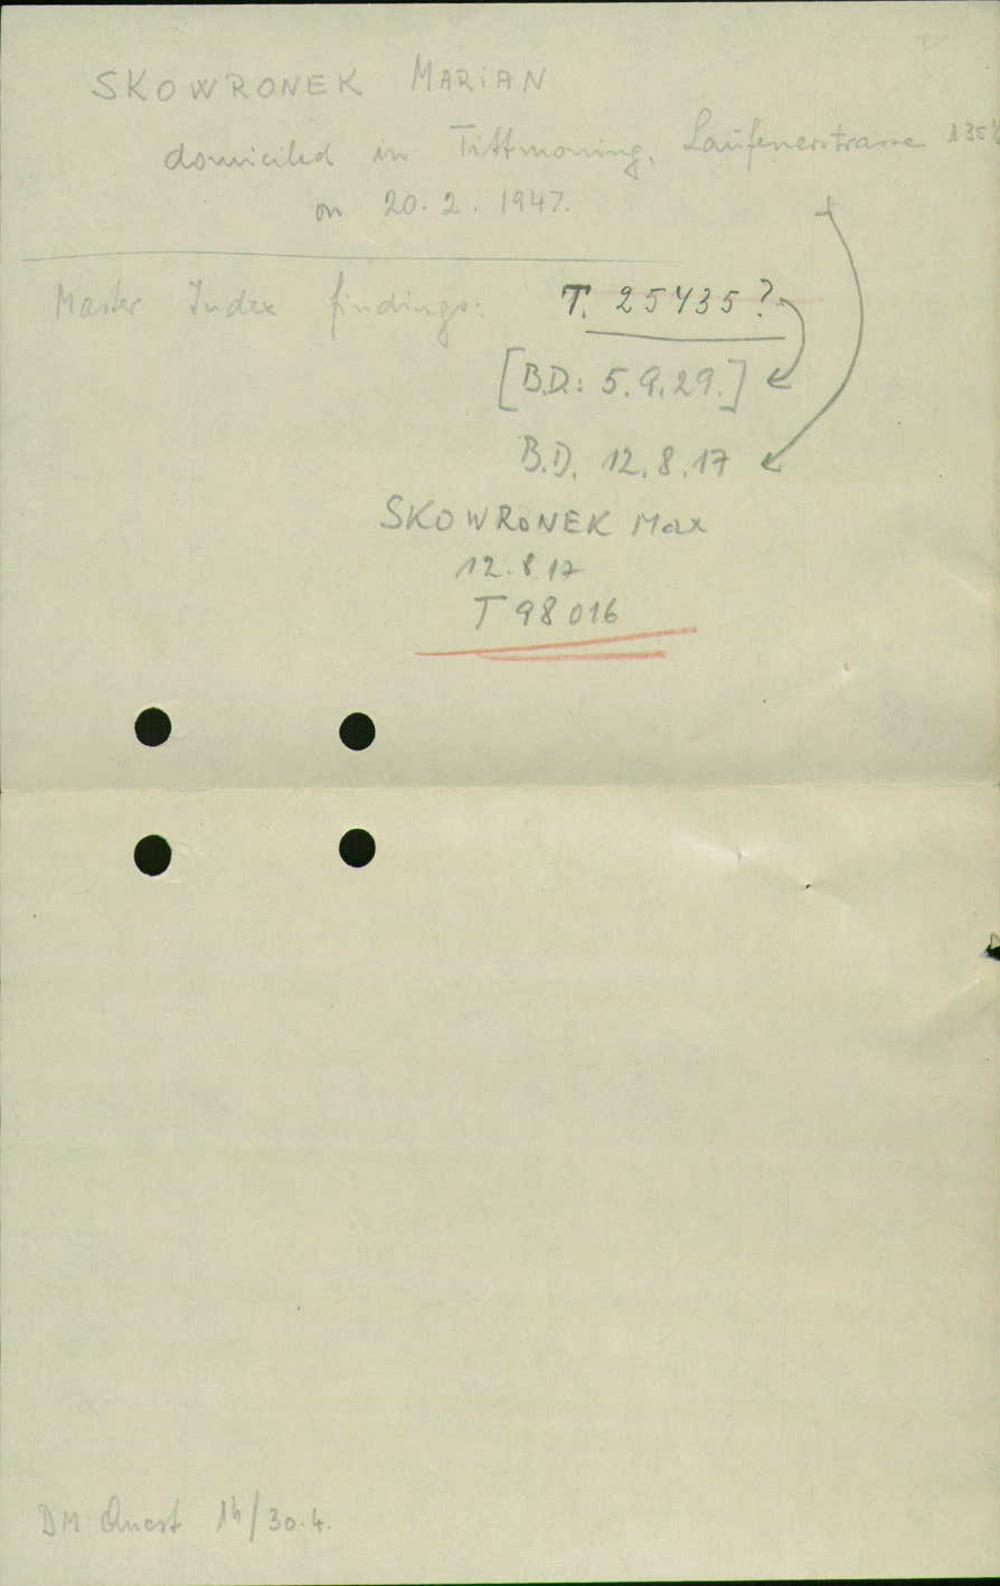 SKOWRONEK MARIAN
domiciled in Tittmoning, Laufenerstrasse 135
on 20.2.1947.
Master Index findings: T. 25435?
[B.D.: 5.9.29.]
B.D. 12.8.17
SKOWRONEK Max
12.8.17
T 98016
DM Quest 14/30.4.